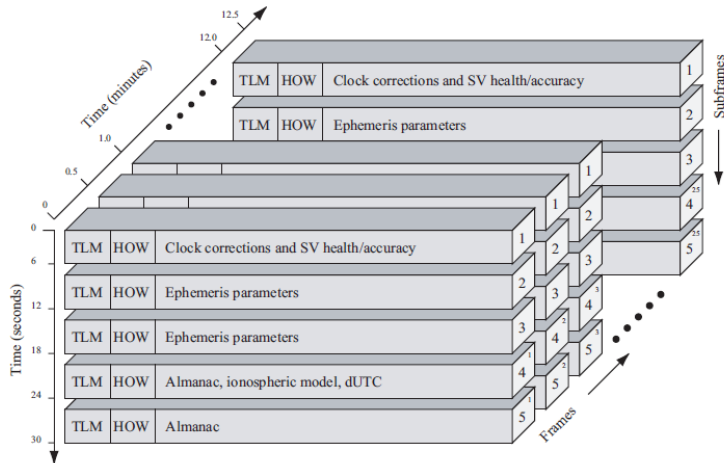 12.5
12.0
Time (minutes)
1.0
0.5
0
TLM HOW Clock corrections and SV health/accuracy 1
TLM HOW Ephemeris parameters 2
3
4 25
5 25
Subframes
1
2
3
4 3
5 3
1
2
3
4 2
5 2
0
TLM HOW Clock corrections and SV health/accuracy 1
6
TLM HOW Ephemeris parameters 2
12
TLM HOW Ephemeris parameters 3
18
TLM HOW Almanac, ionospheric model, dUTC 4 1
24
TLM HOW Almanac 5 1
30
Time (seconds)
Frames